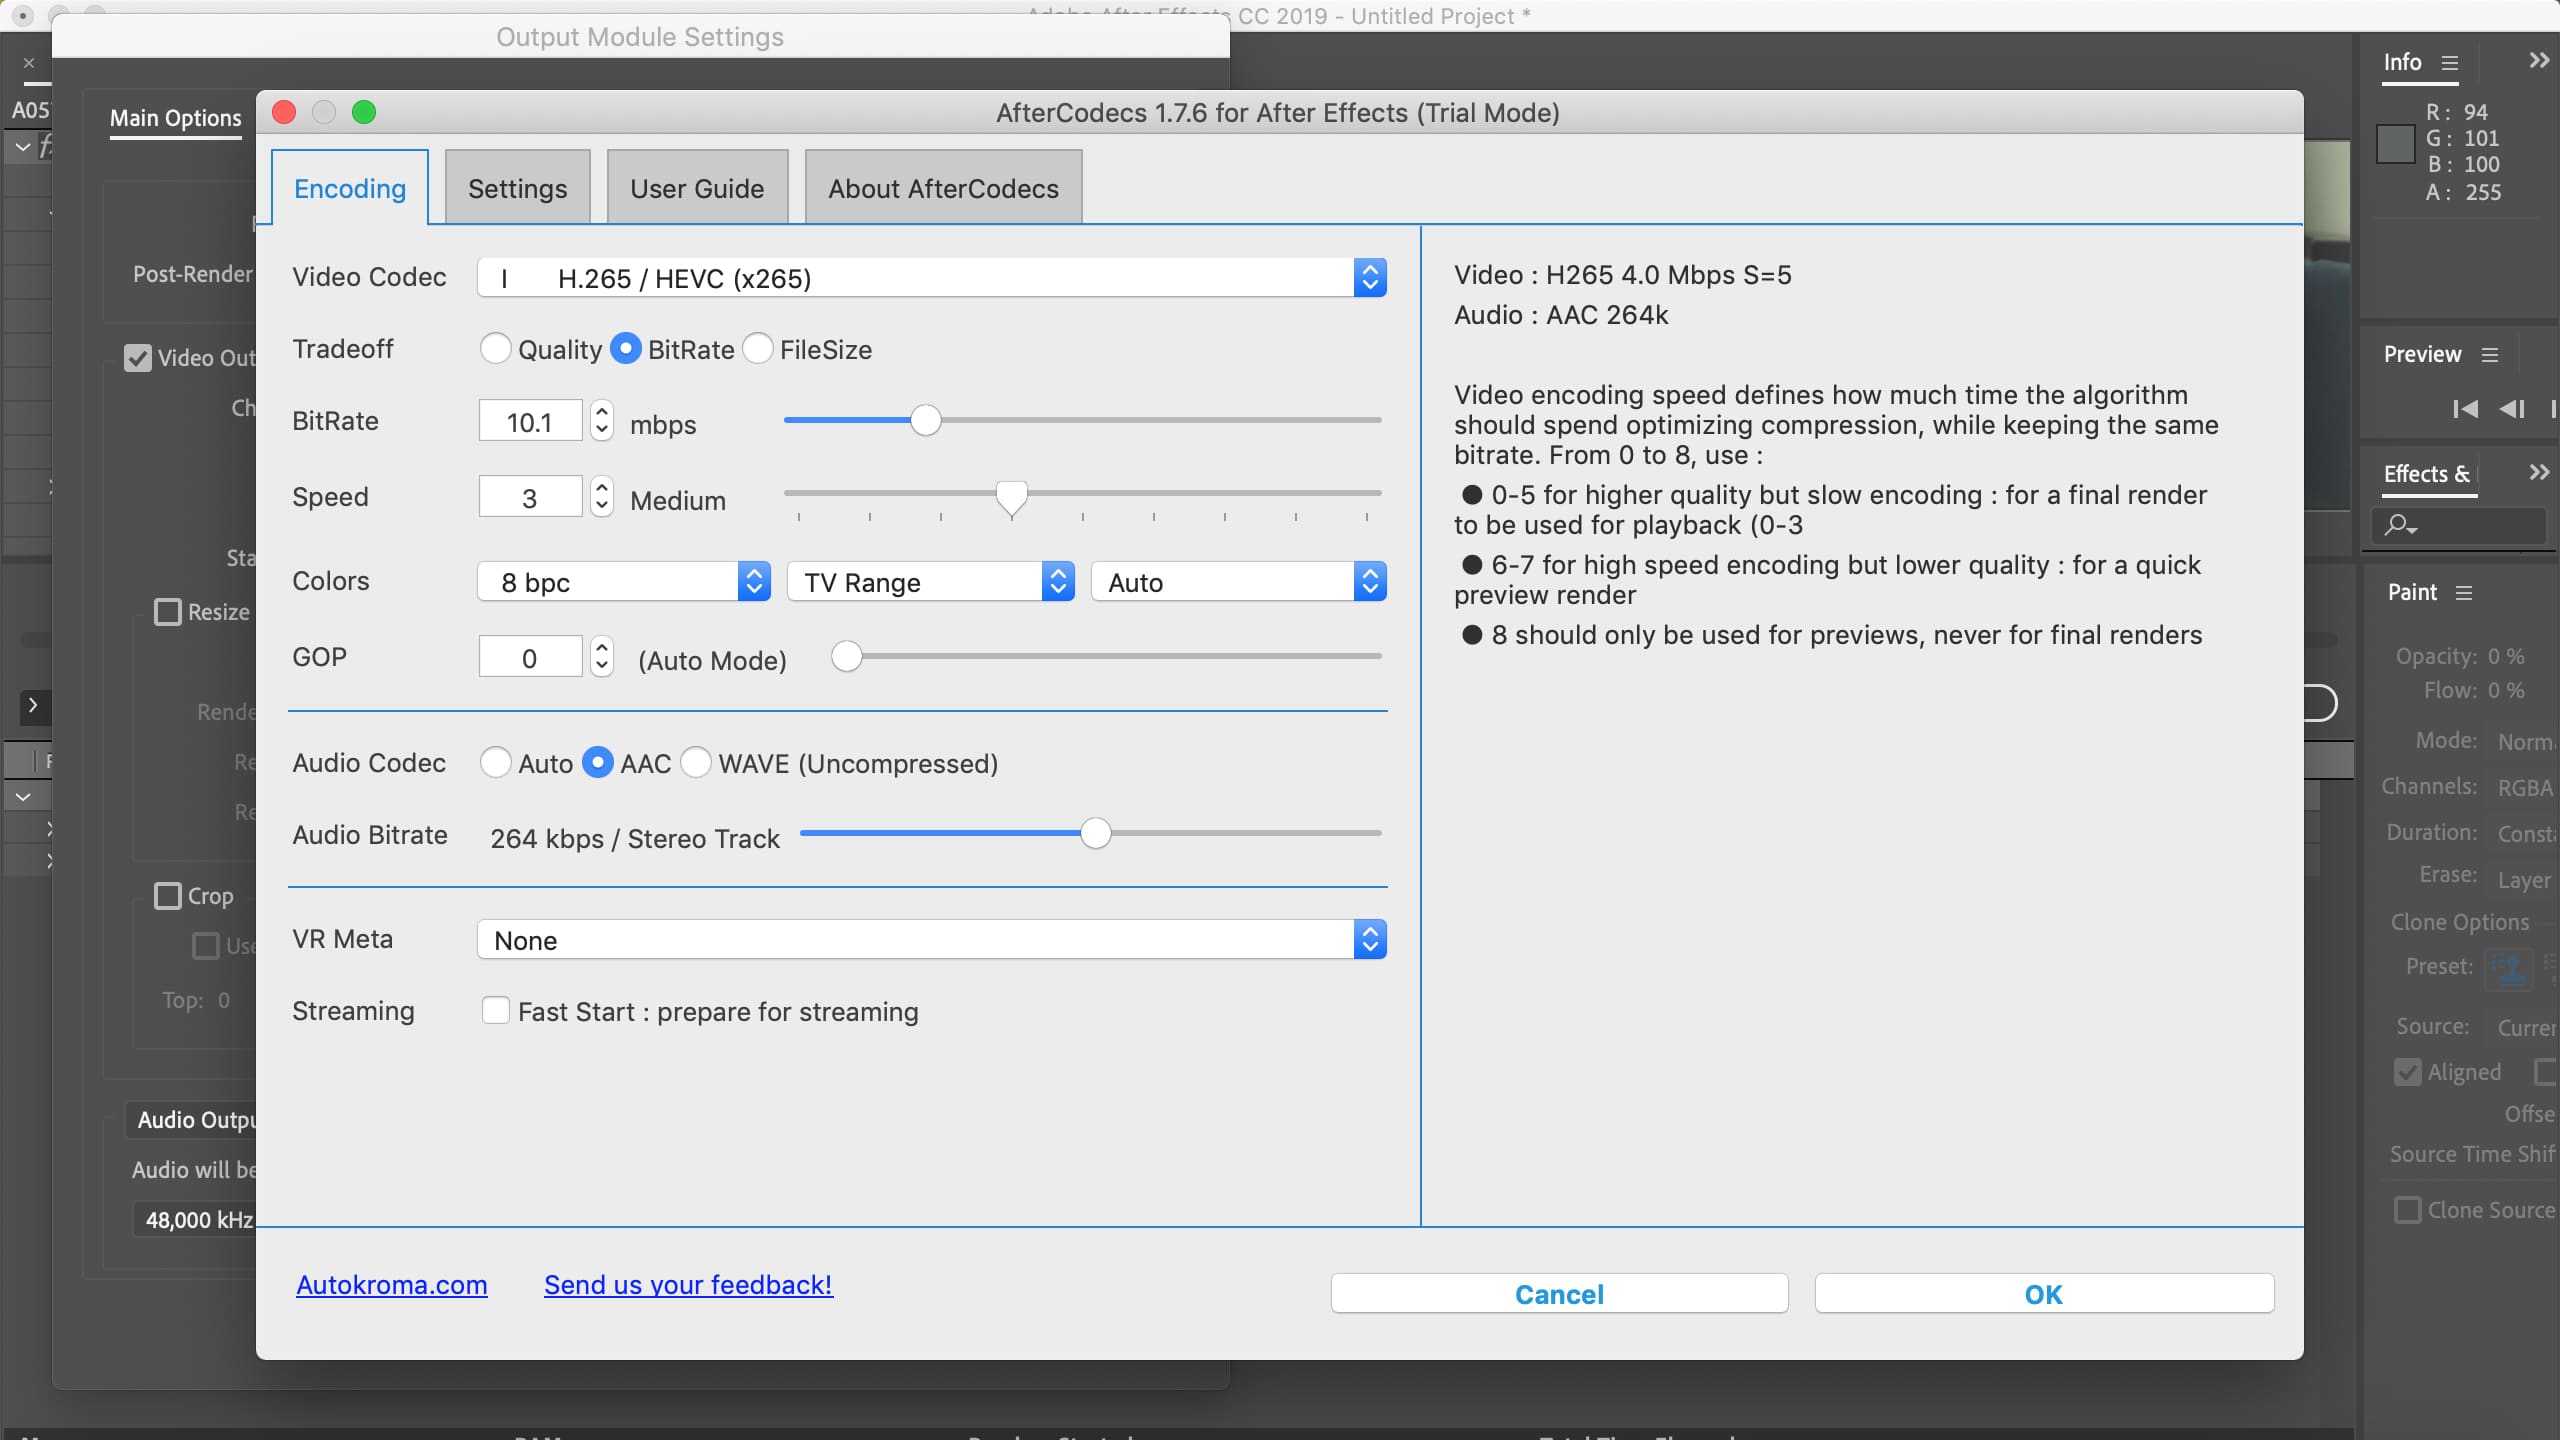 Adobe After Effects CC 2019 - Untitled Project *
Output Module Settings
Main Options
Post-Render
Video Out
Resize
Crop
Top: 0
Audio Outpu
Audio will be
48,000 kHz
AfterCodecs 1.7.6 for After Effects (Trial Mode)
Encoding
Settings
User Guide
About AfterCodecs
Video Codec
I H.265 / HEVC (x265)
Tradeoff
Quality BitRate FileSize
BitRate
10.1
mbps
Speed
3
Medium
Colors
8 bpc
TV Range
Auto
GOP
0
(Auto Mode)
Audio Codec
Auto AAC WAVE (Uncompressed)
Audio Bitrate
264 kbps / Stereo Track
VR Meta
None
Streaming
Fast Start : prepare for streaming
Video : H265 4.0 Mbps S=5
Audio : AAC 264k
Video encoding speed defines how much time the algorithm
should spend optimizing compression, while keeping the same
bitrate. From 0 to 8, use :
● 0-5 for higher quality but slow encoding : for a final render
to be used for playback (0-3
● 6-7 for high speed encoding but lower quality : for a quick
preview render
● 8 should only be used for previews, never for final renders
Autokroma.com
Send us your feedback!
Cancel
OK
Info
R : 94
G : 101
B : 100
A : 255
Preview
Effects &
Paint
Opacity: 0 %
Flow: 0 %
Mode: Norm
Channels: RGBA
Duration: Consta
Erase: Layer
Clone Options
Preset:
Source: Curren
Aligned
Offse
Source Time Shif
Clone Source